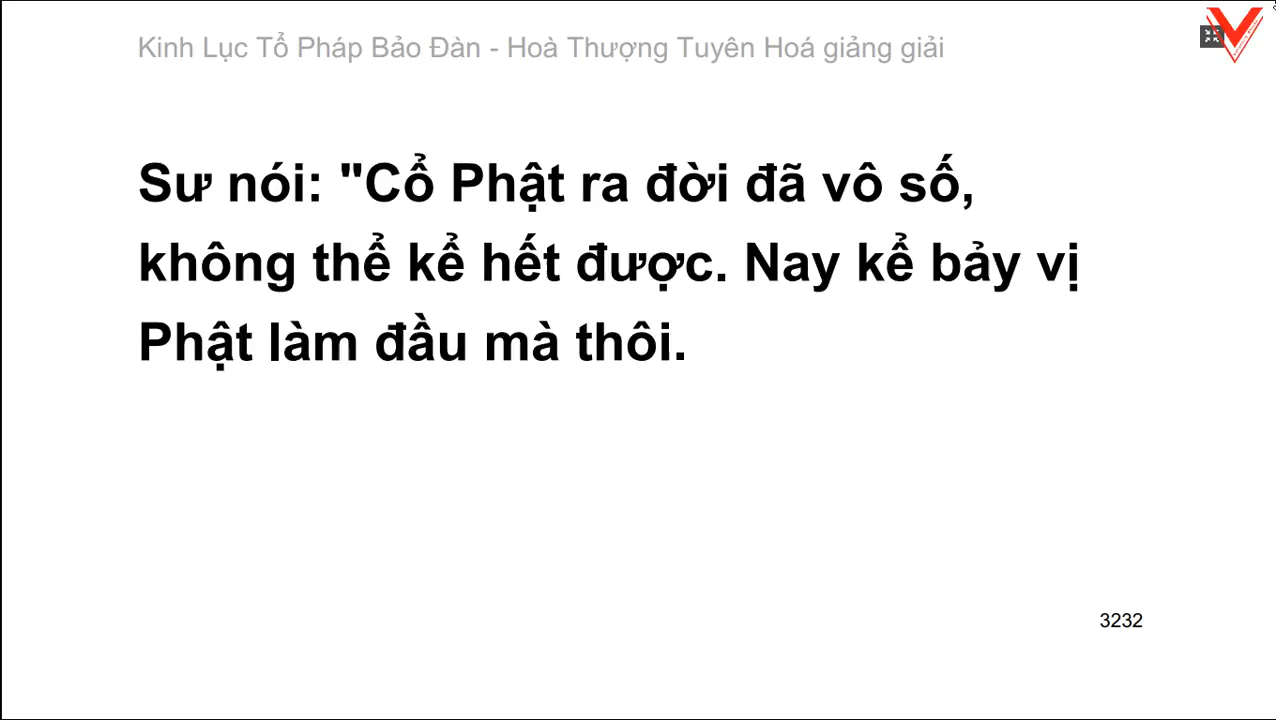 Kinh Lục Tổ Pháp Bảo Đàn - Hoà Thượng Tuyên Hoá giảng giải
Sư nói: "Cổ Phật ra đời đã vô số,
không thể kể hết được. Nay kể bảy vị
Phật làm đầu mà thôi.
3232